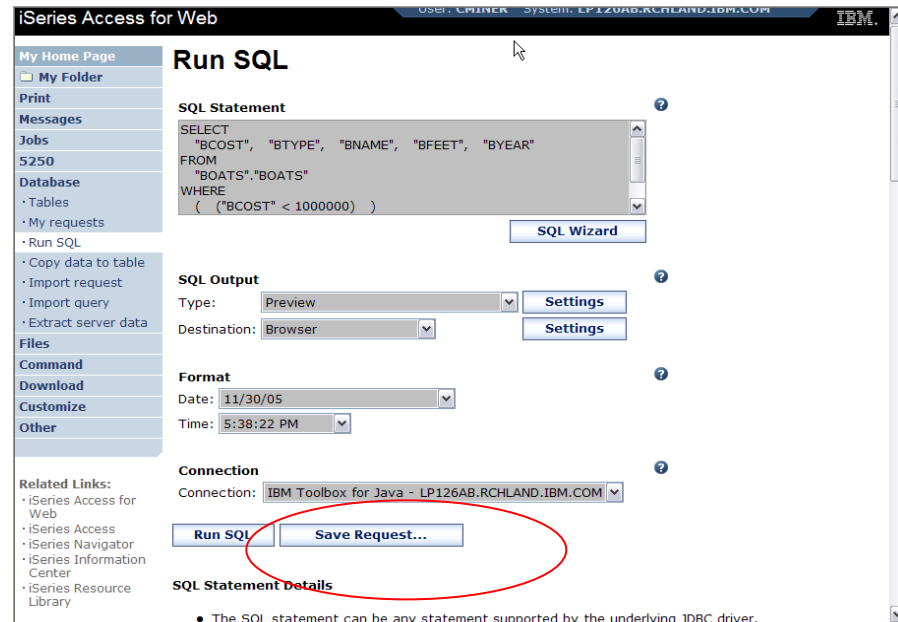 iSeries Access for Web
User: CMINER System: LP126AB.RCHLAND.IBM.COM
IBM.
My Home Page
My Folder
Print
Messages
Jobs
5250
Database
· Tables
· My requests
· Run SQL
· Copy data to table
· Import request
· Import query
· Extract server data
Files
Command
Download
Customize
Other
Related Links:
· iSeries Access for
Web
· iSeries Access
· iSeries Navigator
· iSeries Information
Center
· iSeries Resource
Library
Run SQL
SQL Statement
?
SELECT
"BCOST", "BTYPE", "BNAME", "BFEET", "BYEAR"
FROM
"BOATS"."BOATS"
WHERE
( ("BCOST" < 1000000) )
SQL Wizard
SQL Output
?
Type: Preview Settings
Destination: Browser Settings
Format
?
Date: 11/30/05
Time: 5:38:22 PM
Connection
?
Connection: IBM Toolbox for Java - LP126AB.RCHLAND.IBM.COM
Run SQL Save Request...
SQL Statement Details
• The SQL statement can be any statement supported by the underlying JDBC driver.